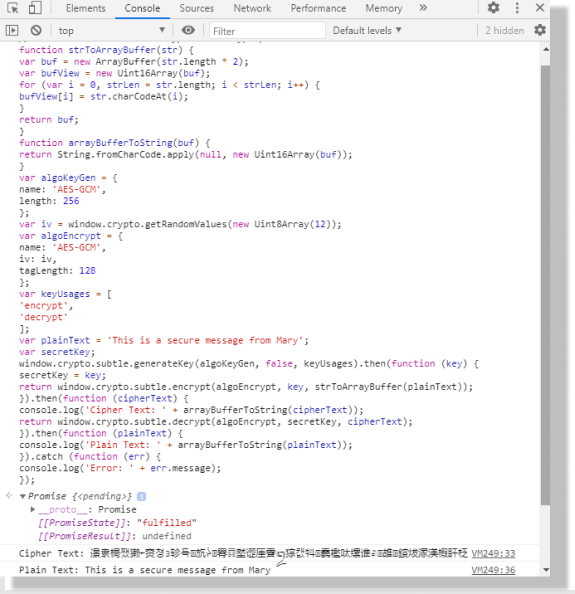 Elements Console Sources Network Performance Memory »
top Filter Default levels 2 hidden
function strToArrayBuffer(str) {
var buf = new ArrayBuffer(str.length * 2);
var bufView = new Uint16Array(buf);
for (var i = 0, strLen = str.length; i < strLen; i++) {
bufView[i] = str.charCodeAt(i);
}
return buf;
}
function arrayBufferToString(buf) {
return String.fromCharCode.apply(null, new Uint16Array(buf));
}
var algoKeyGen = {
name: 'AES-GCM',
length: 256
};
var iv = window.crypto.getRandomValues(new Uint8Array(12));
var algoEncrypt = {
name: 'AES-GCM',
iv: iv,
tagLength: 128
};
var keyUsages = [
'encrypt',
'decrypt'
];
var plainText = 'This is a secure message from Mary';
var secretKey;
window.crypto.subtle.generateKey(algoKeyGen, false, keyUsages).then(function (key) {
secretKey = key;
return window.crypto.subtle.encrypt(algoEncrypt, key, strToArrayBuffer(plainText));
}).then(function (cipherText) {
console.log('Cipher Text: ' + arrayBufferToString(cipherText));
return window.crypto.subtle.decrypt(algoEncrypt, secretKey, cipherText);
}).then(function (plainText) {
console.log('Plain Text: ' + arrayBufferToString(plainText));
}).catch (function (err) {
console.log('Error: ' + err.message);
});
Promise {<pending>}
__proto__: Promise
[[PromiseState]]: "fulfilled"
[[PromiseResult]]: undefined
Cipher Text: VM249:33
Plain Text: This is a secure message from Mary VM249:36